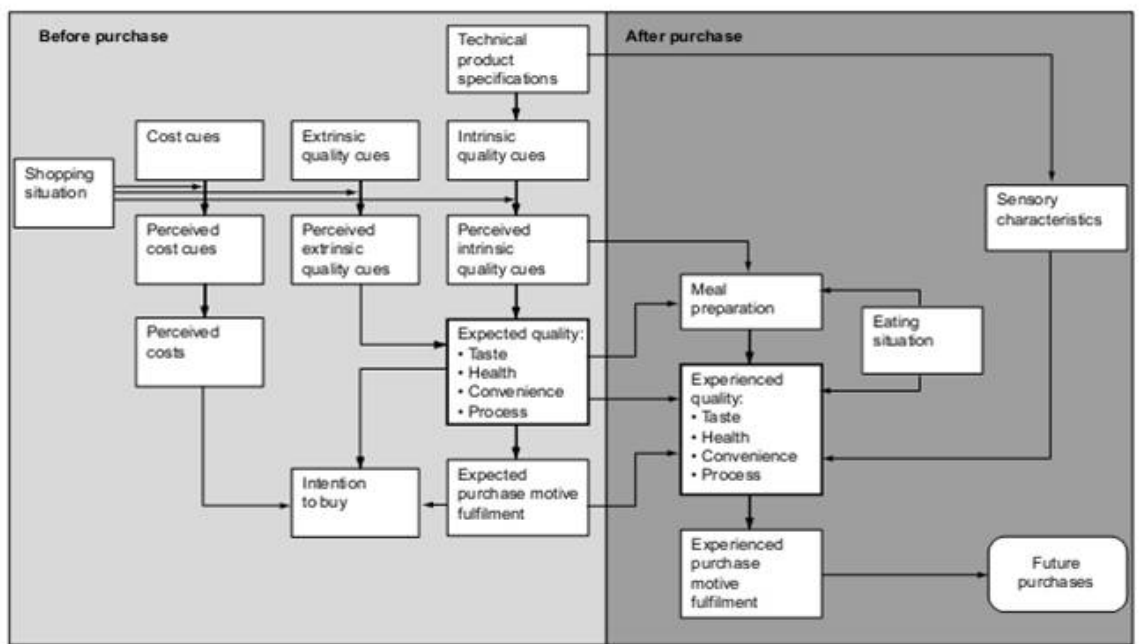 Before purchase
Technical
product
specifications
After purchase
Cost cues
Extrinsic
quality cues
Intrinsic
quality cues
Shopping
situation
Sensory
characteristics
Perceived
cost cues
Perceived
extrinsic
quality cues
Perceived
intrinsic
quality cues
Meal
preparation
Eating
situation
Perceived
costs
Expected quality:
• Taste
• Health
• Convenience
• Process
Experienced
quality:
• Taste
• Health
• Convenience
• Process
Intention
to buy
Expected
purchase motive
fulfilment
Experienced
purchase
motive
fulfilment
Future
purchases